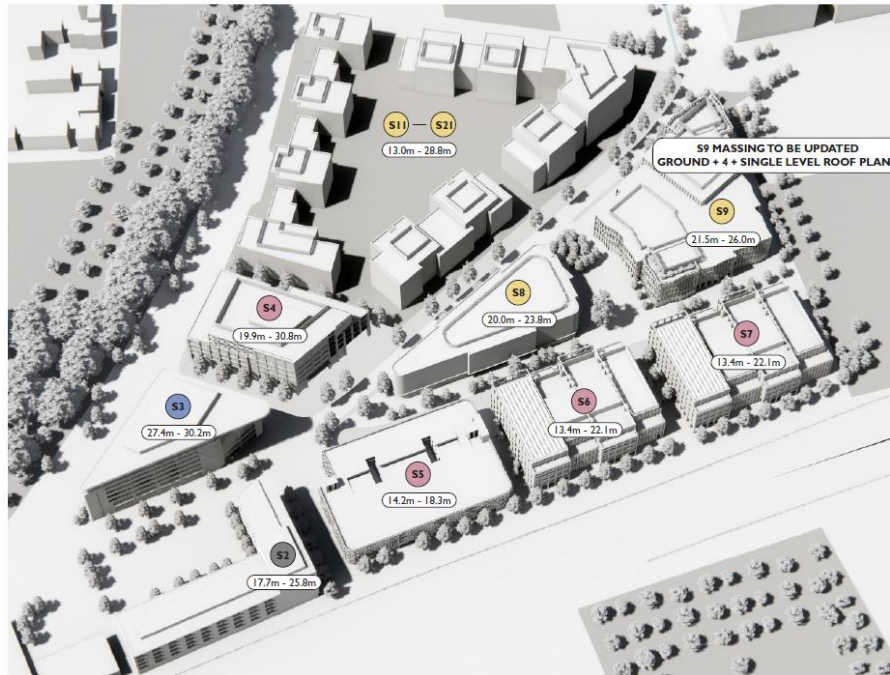 S11 — S21
13.0m - 28.8m
S9 MASSING TO BE UPDATED
GROUND + 4 + SINGLE LEVEL ROOF PLAN
S9
21.5m - 26.0m
S4
19.9m - 30.8m
S8
20.0m - 23.8m
S7
13.4m - 22.1m
S3
27.4m - 30.2m
S6
13.4m - 22.1m
S5
14.2m - 18.3m
S2
17.7m - 25.8m